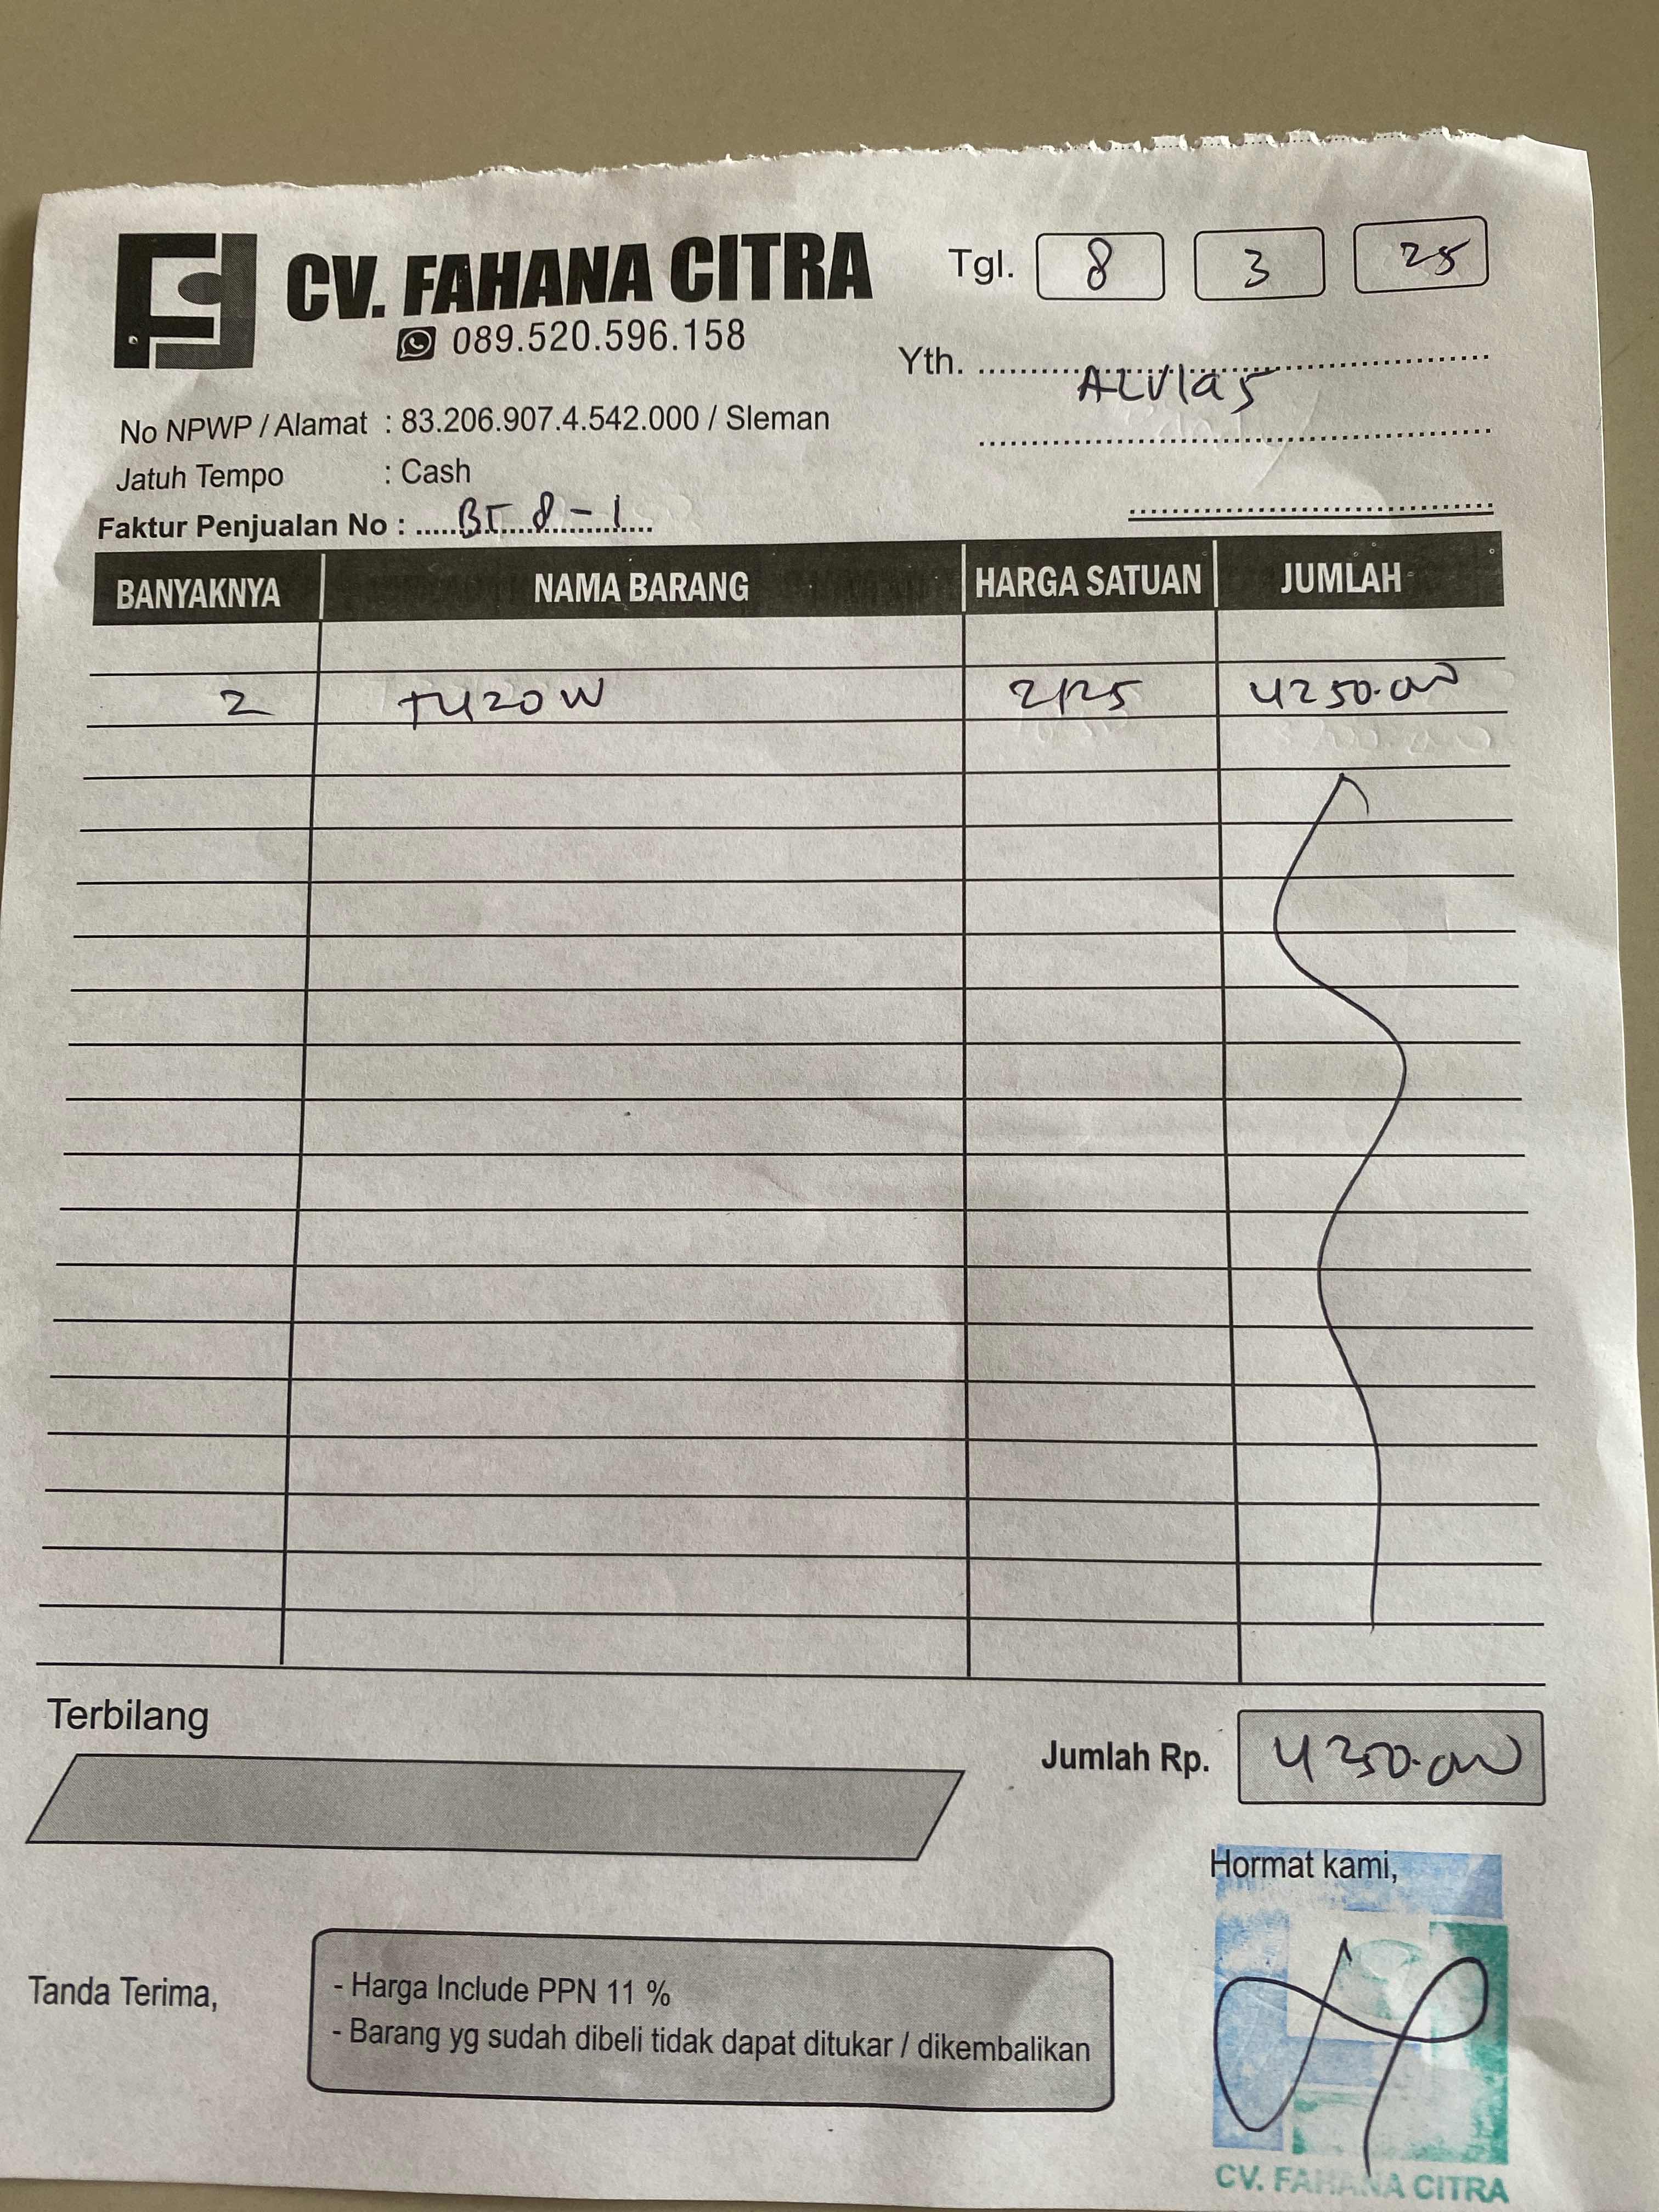 CV. FAHANA CITRA
089.520.596.158
No NPWP / Alamat : 83.206.907.4.542.000 / Sleman
Jatuh Tempo : Cash
Faktur Penjualan No : BT 8-1
Tgl. 8 3 25
Yth. ALVIAS
BANYAKNYA NAMA BARANG HARGA SATUAN JUMLAH
2 TU20W 2125 4250.000
Terbilang
Jumlah Rp. 4250.000
Hormat kami,
Tanda Terima,
- Harga Include PPN 11 %
- Barang yg sudah dibeli tidak dapat ditukar / dikembalikan
CV. FAHANA CITRA